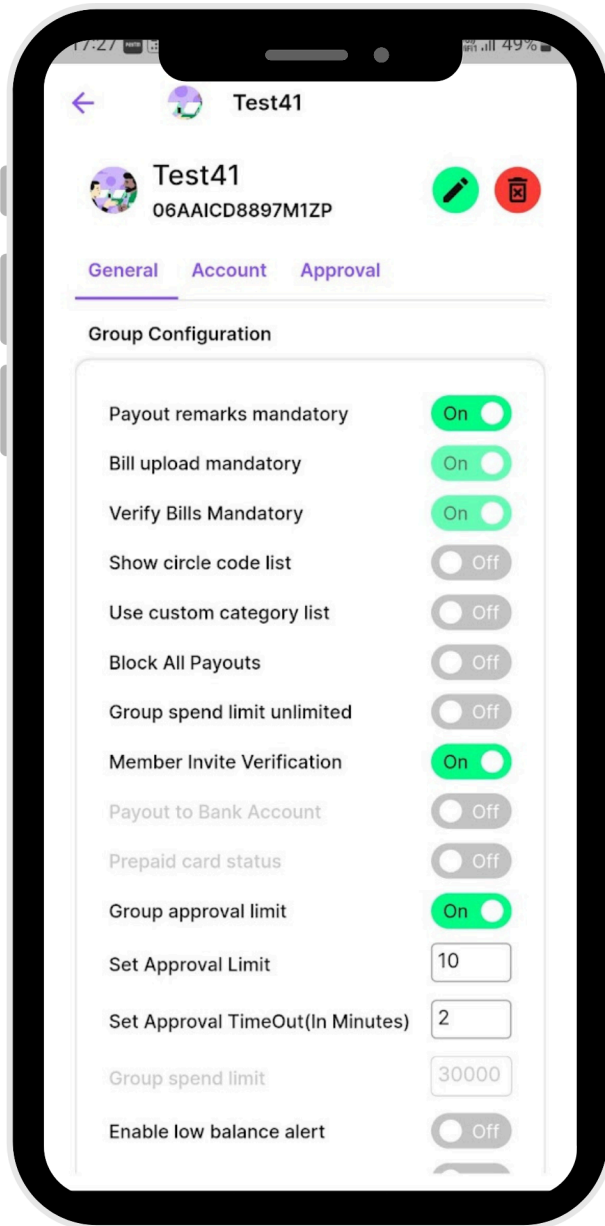 17:27 49%
Test41
Test41
06AAICD8897M1ZP
General Account Approval
Group Configuration
Payout remarks mandatory On
Bill upload mandatory On
Verify Bills Mandatory On
Show circle code list Off
Use custom category list Off
Block All Payouts Off
Group spend limit unlimited Off
Member Invite Verification On
Payout to Bank Account Off
Prepaid card status Off
Group approval limit On
Set Approval Limit 10
Set Approval TimeOut(In Minutes) 2
Group spend limit 30000
Enable low balance alert Off